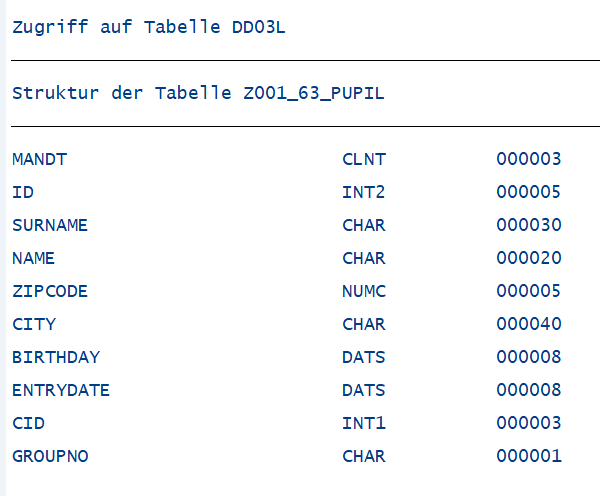 Zugriff auf Tabelle DD03L
Struktur der Tabelle Z001_63_PUPIL
MANDT CLNT 000003
ID INT2 000005
SURNAME CHAR 000030
NAME CHAR 000020
ZIPCODE NUMC 000005
CITY CHAR 000040
BIRTHDAY DATS 000008
ENTRYDATE DATS 000008
CID INT1 000003
GROUPNO CHAR 000001